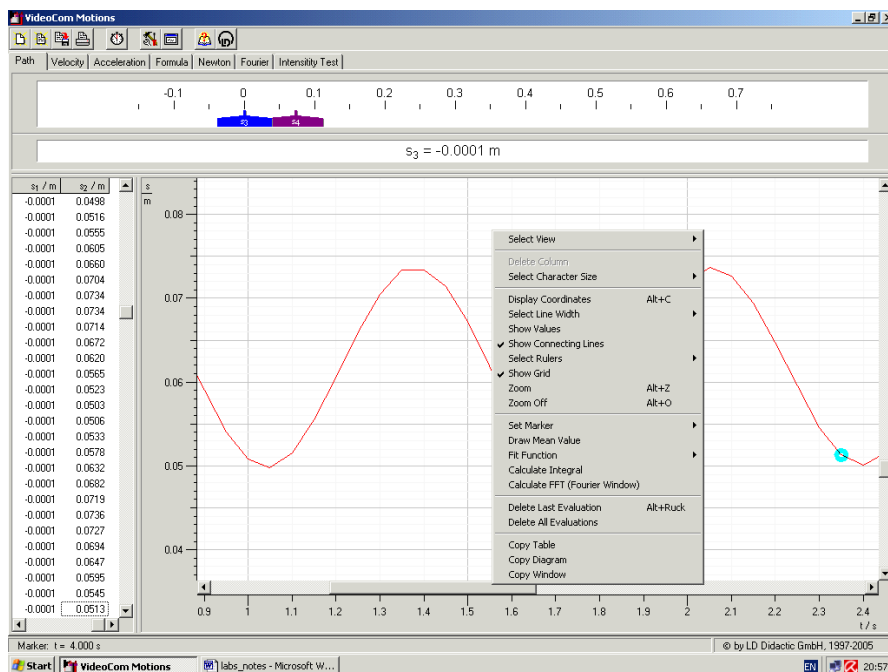 VideoCom Motions
Path Velocity Acceleration Formula Newton Fourier Intensitity Test
-0.1 0 0.1 0.2 0.3 0.4 0.5 0.6 0.7
s3 s4
s3 = -0.0001 m
s1 / m s2 / m
-0.0001 0.0498
-0.0001 0.0516
-0.0001 0.0555
-0.0001 0.0605
-0.0001 0.0660
-0.0001 0.0704
-0.0001 0.0734
-0.0001 0.0734
-0.0001 0.0714
-0.0001 0.0672
-0.0001 0.0620
-0.0001 0.0565
-0.0001 0.0523
-0.0001 0.0503
-0.0001 0.0506
-0.0001 0.0533
-0.0001 0.0578
-0.0001 0.0632
-0.0001 0.0682
-0.0001 0.0719
-0.0001 0.0736
-0.0001 0.0727
-0.0001 0.0694
-0.0001 0.0647
-0.0001 0.0595
-0.0001 0.0545
-0.0001 0.0513
s
m
0.08
0.07
0.06
0.05
0.04
Select View
Delete Column
Select Character Size
Display Coordinates Alt+C
Select Line Width
Show Values
Show Connecting Lines
Select Rulers
Show Grid
Zoom Alt+Z
Zoom Off Alt+O
Set Marker
Draw Mean Value
Fit Function
Calculate Integral
Calculate FFT (Fourier Window)
Delete Last Evaluation Alt+Ruck
Delete All Evaluations
Copy Table
Copy Diagram
Copy Window
0.9 1 1.1 1.2 1.3 1.4 1.5 1.6 1.7 1.8 1.9 2 2.1 2.2 2.3 2.4
t / s
Marker: t = 4.000 s
© by LD Didactic GmbH, 1997-2005
Start VideoCom Motions labs_notes - Microsoft W... EN 20:57